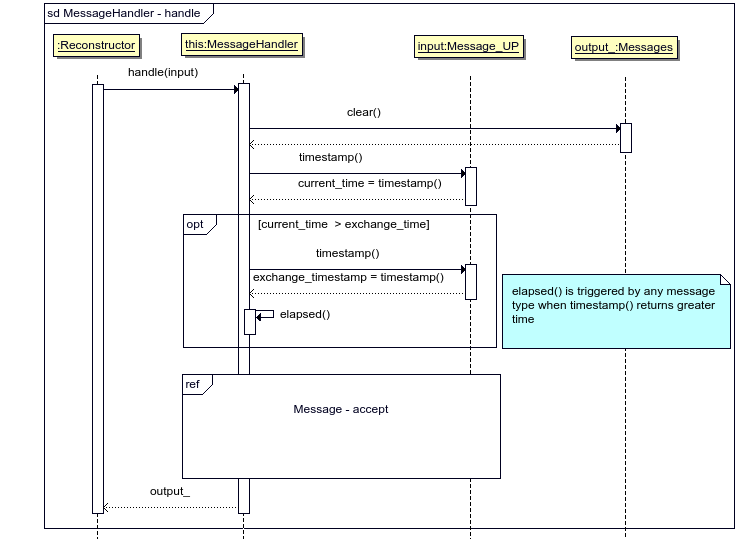 sd MessageHandler - handle
:Reconstructor
this:MessageHandler
input:Message_UP
output_:Messages
handle(input)
clear()
timestamp()
current_time = timestamp()
opt
[current_time > exchange_time]
timestamp()
exchange_timestamp = timestamp()
elapsed()
elapsed() is triggered by any message
type when timestamp() returns greater
time
ref
Message - accept
output_